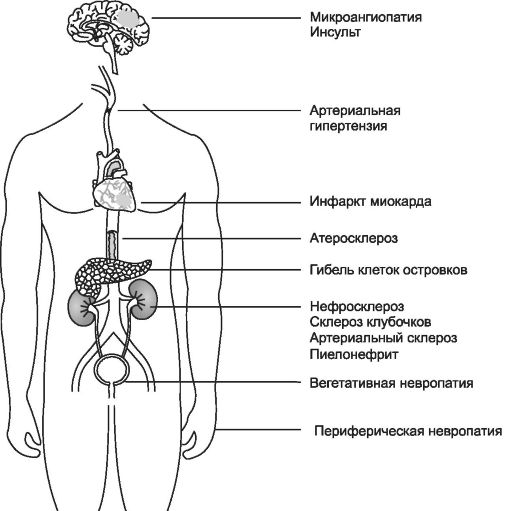 Микроангиопатия
Инсульт
Артериальная
гипертензия
Инфаркт миокарда
Атеросклероз
Гибель клеток островков
Нефросклероз
Склероз клубочков
Артериальный склероз
Пиелонефрит
Вегетативная невропатия
Периферическая невропатия